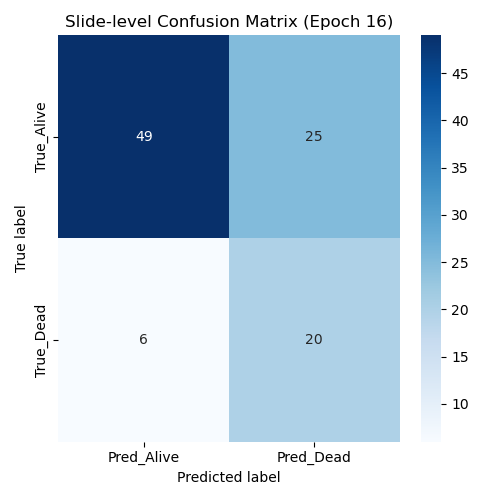 Slide-level Confusion Matrix (Epoch 16)
True_Alive
True_Dead
True label
49
25
6
20
Pred_Alive
Pred_Dead
Predicted label
45
40
35
30
25
20
15
10